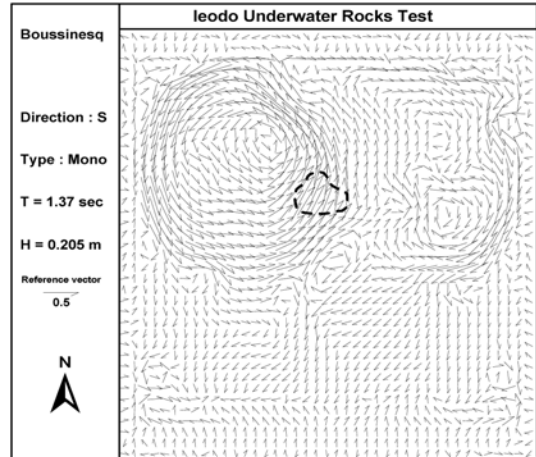 Ieodo Underwater Rocks Test
Boussinesq
Direction : S
Type : Mono
T = 1.37 sec
H = 0.205 m
Reference vector
0.5
N